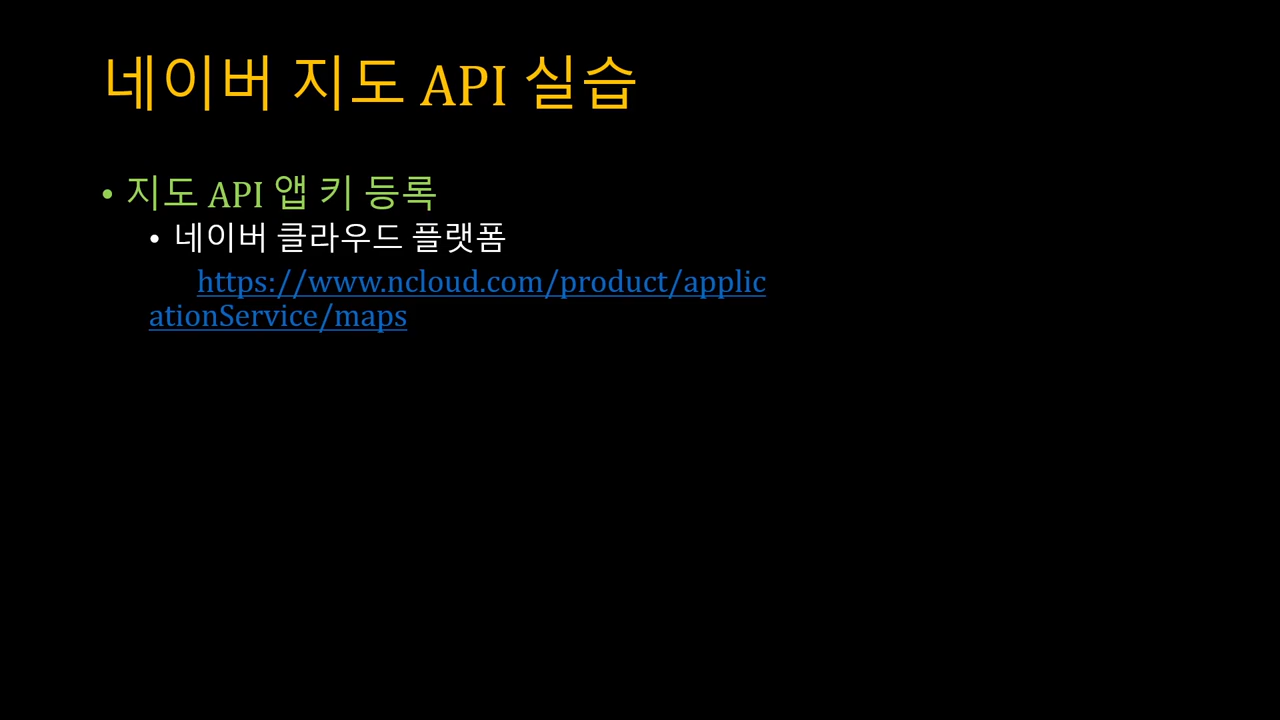 네이버 지도 API 실습
• 지도 API 앱 키 등록
• 네이버 클라우드 플랫폼
https://www.ncloud.com/product/applic
ationService/maps